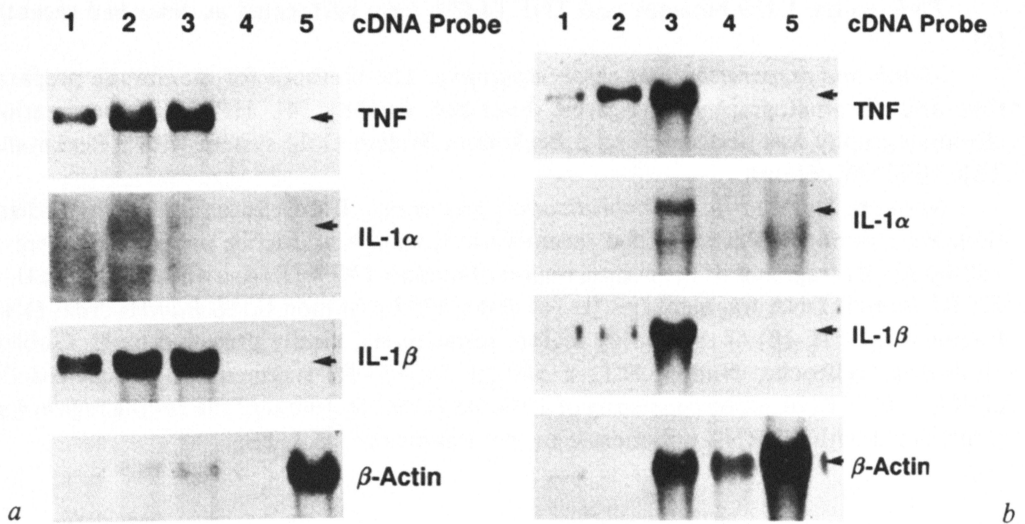 1 2 3 4 5 cDNA Probe
TNF
IL-1α
IL-1β
β-Actin
a
1 2 3 4 5 cDNA Probe
TNF
IL-1α
IL-1β
β-Actin
b